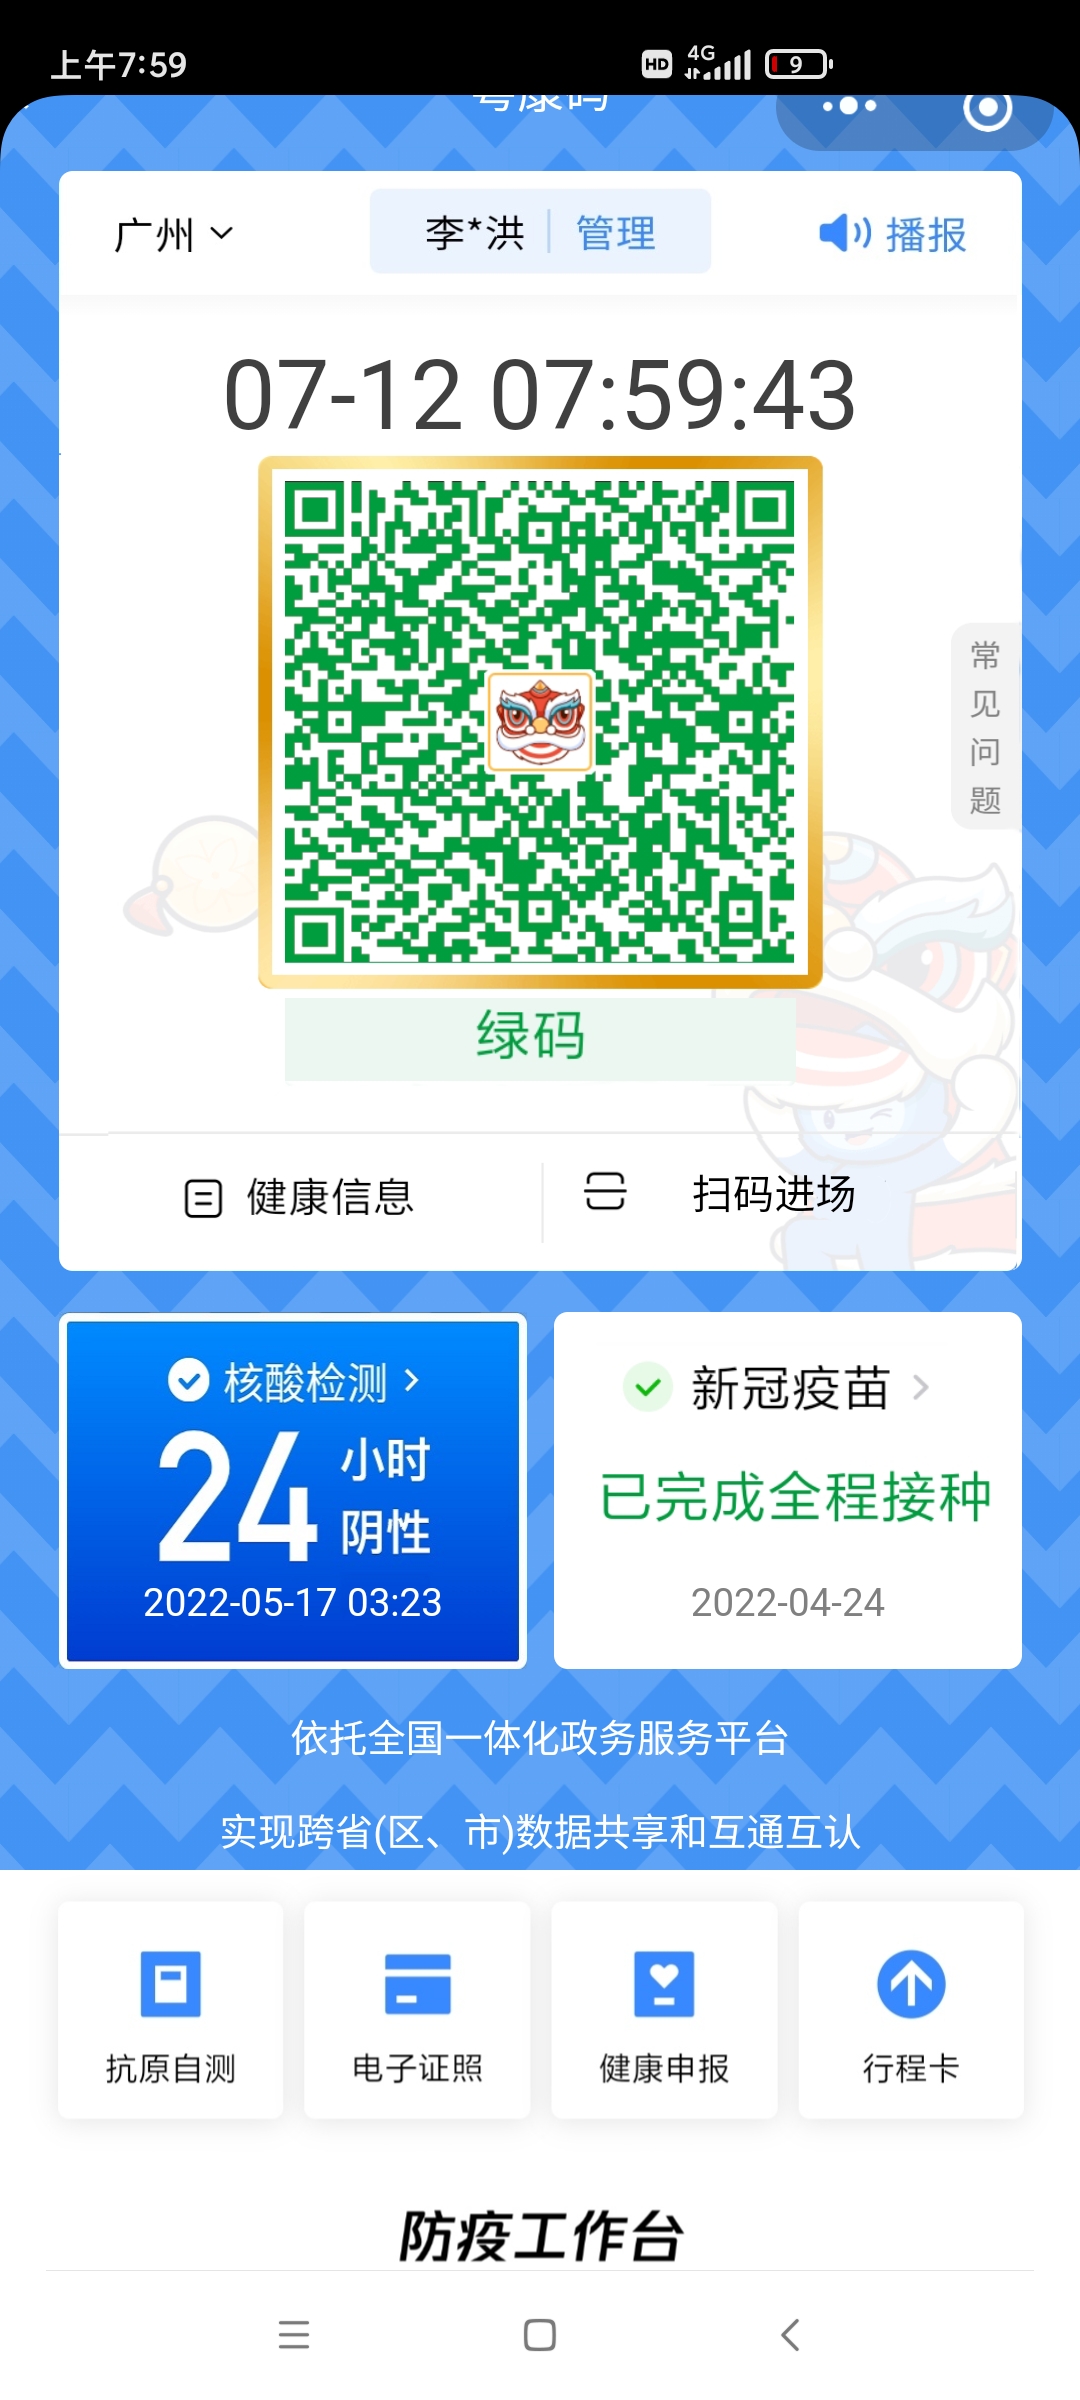 上午7:59
HD 4G 9
粤康码
广州 李*洪 管理 播报
07-12 07:59:43
常见问题
绿码
健康信息 扫码进场
核酸检测
24 小时 阴性
2022-05-17 03:23
新冠疫苗
已完成全程接种
2022-04-24
依托全国一体化政务服务平台
实现跨省(区、市)数据共享和互通互认
抗原自测 电子证照 健康申报 行程卡
防疫工作台